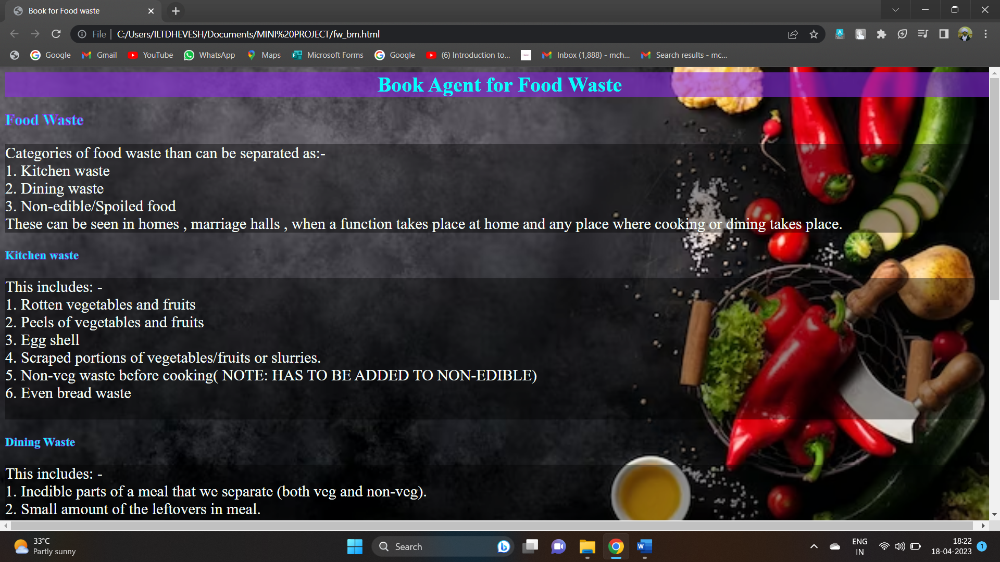 Book for Food waste
File
C:/Users/ILTDHEVESH/Documents/MINI%20PROJECT/fw_bm.html
Google
Gmail
YouTube
WhatsApp
Maps
Microsoft Forms
Google
(6) Introduction to...
Inbox (1,888) - mch...
Search results - mc...
Book Agent for Food Waste
Food Waste
Categories of food waste than can be separated as:-
1. Kitchen waste
2. Dining waste
3. Non-edible/Spoiled food
These can be seen in homes , marriage halls , when a function takes place at home and any place where cooking or dining takes place.
Kitchen waste
This includes: -
1. Rotten vegetables and fruits
2. Peels of vegetables and fruits
3. Egg shell
4. Scraped portions of vegetables/fruits or slurries.
5. Non-veg waste before cooking( NOTE: HAS TO BE ADDED TO NON-EDIBLE)
6. Even bread waste
Dining Waste
This includes: -
1. Inedible parts of a meal that we separate (both veg and non-veg).
2. Small amount of the leftovers in meal.
33°C
Partly sunny
Search
ENG
IN
18:22
18-04-2023
1